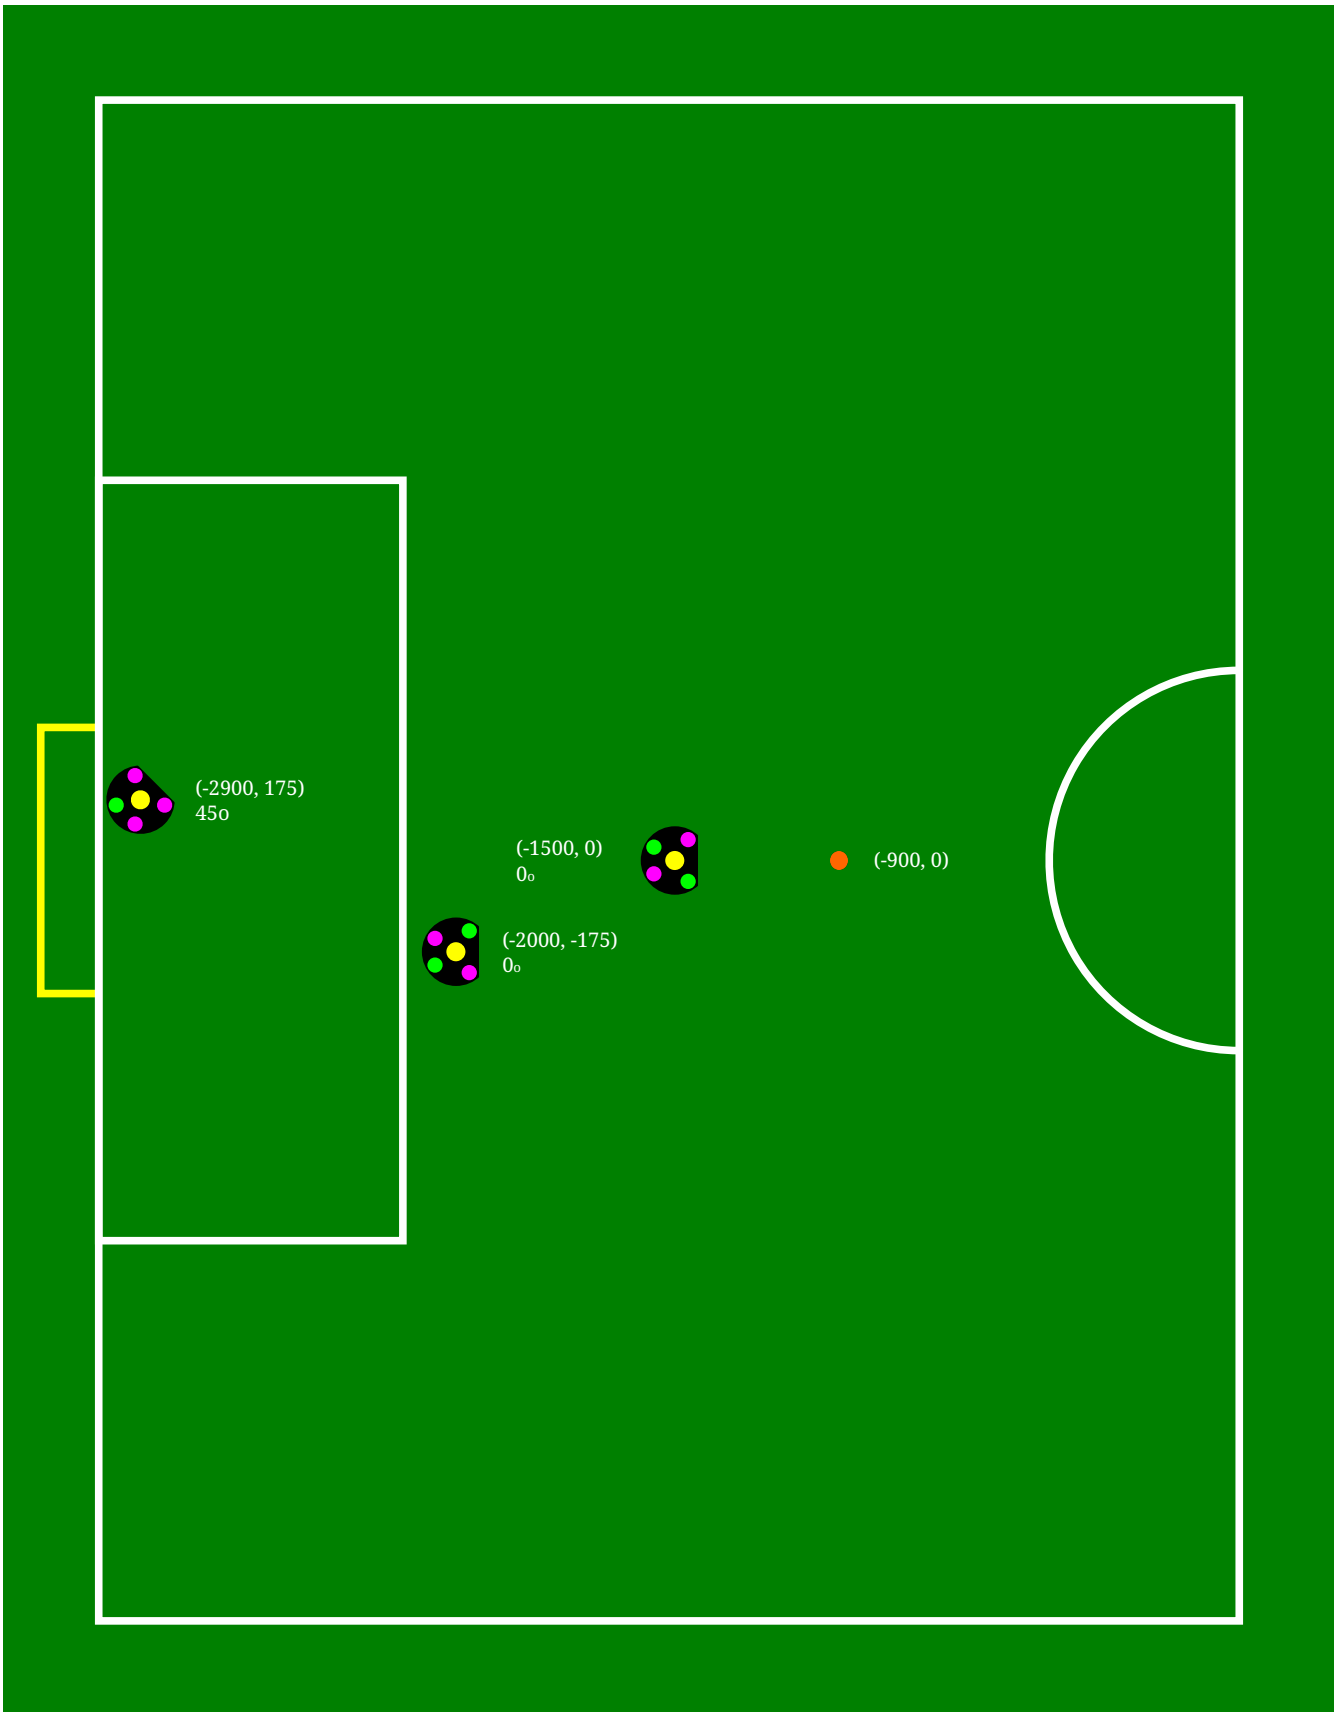 (-2900, 175)
45o
(-1500, 0)
0o
(-900, 0)
(-2000, -175)
0o